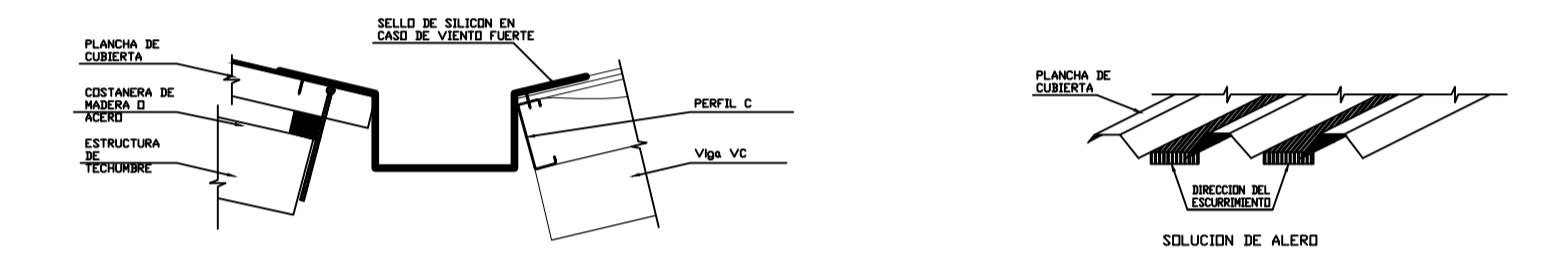 SELLO DE SILICON EN
CASO DE VIENTO FUERTE
PLANCHA DE
CUBIERTA
COSTANERA DE
MADERA O
ACERO
ESTRUCTURA
DE
TECHUMBRE
PERFIL C
Viga VC
PLANCHA DE
CUBIERTA
DIRECCION DEL
ESCURRIMIENTO
SOLUCION DE ALERO